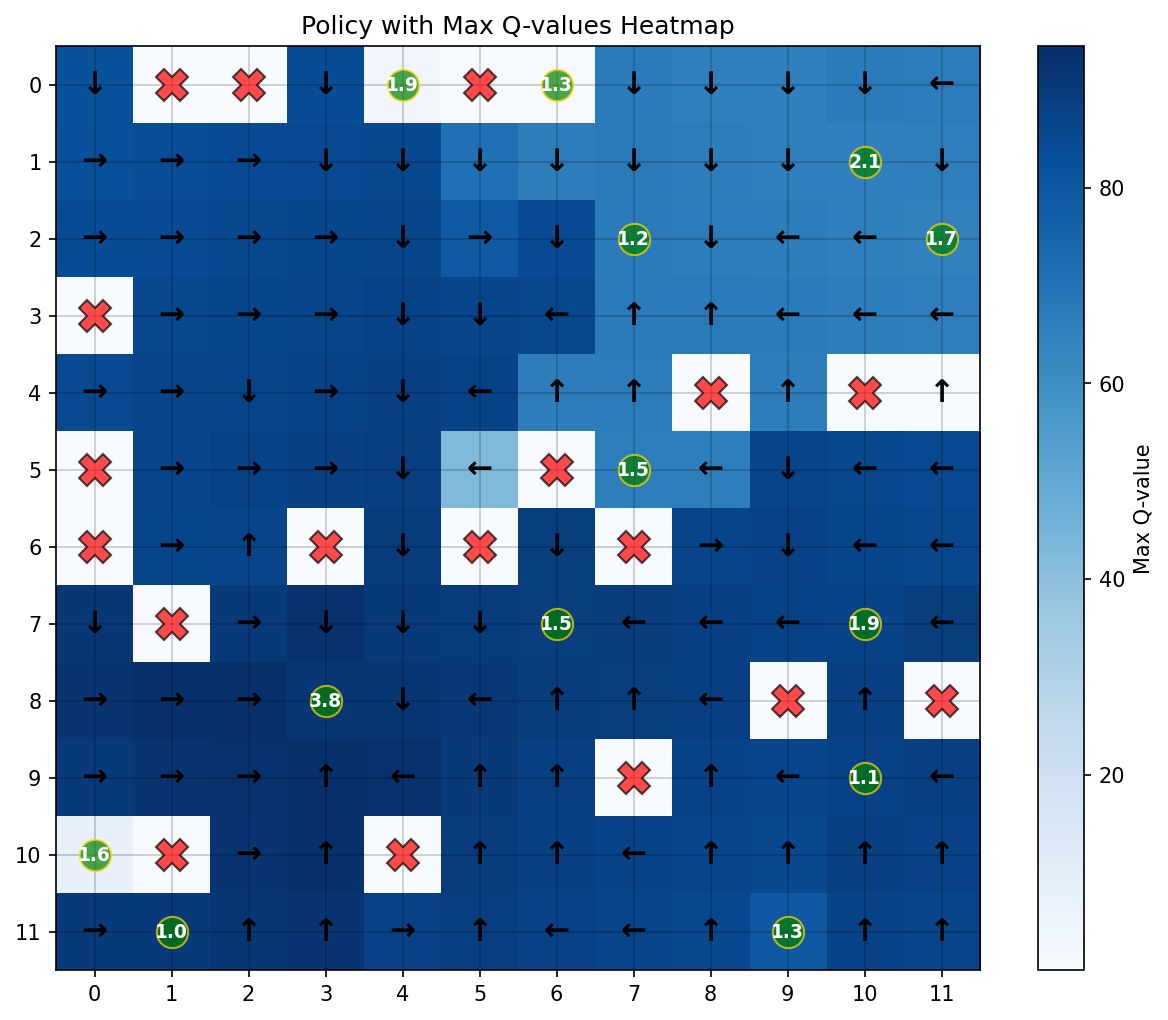 Policy with Max Q-values Heatmap
0 ↓ ✖ ✖ ↓ 1.9 ✖ 1.3 ↓ ↓ ↓ ↓ ←
1 → → → ↓ ↓ ↓ ↓ ↓ ↓ ↓ 2.1 ↓
2 → → → → ↓ → ↓ 1.2 ↓ ← ← 1.7
3 ✖ → → → ↓ ↓ ← ↑ ↑ ← ← ←
4 → → ↓ → ↓ ← ↑ ↑ ✖ ↑ ✖ ↑
5 ✖ → → → ↓ ← ✖ 1.5 ← ↓ ← ←
6 ✖ → ↑ ✖ ↓ ✖ ↓ ✖ → ↓ ← ←
7 ↓ ✖ → ↓ ↓ ↓ 1.5 ← ← ← 1.9 ←
8 → → → 3.8 ↓ ← ↑ ↑ ← ✖ ↑ ✖
9 → → → ↑ ← ↑ ↑ ✖ ↑ ← 1.1 ←
10 1.6 ✖ → ↑ ✖ ↑ ↑ ← ↑ ↑ ↑ ↑
11 → 1.0 ↑ ↑ → ↑ ← ← ↑ 1.3 ↑ ↑
0 1 2 3 4 5 6 7 8 9 10 11
80
60
40
20
Max Q-value